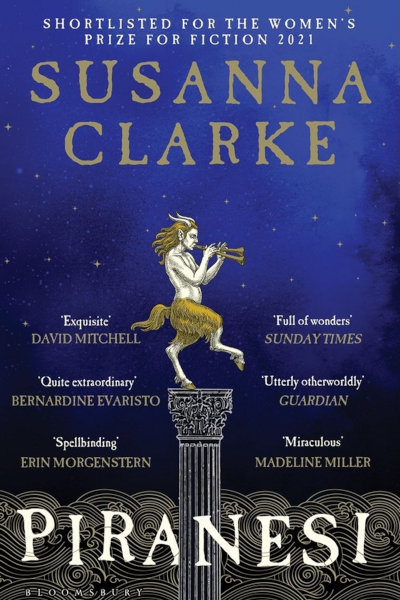 SHORTLISTED FOR THE WOMEN'S
PRIZE FOR FICTION 2021
SUSANNA
CLARKE
'Exquisite'
DAVID MITCHELL
'Full of wonders'
SUNDAY TIMES
'Quite extraordinary'
BERNARDINE EVARISTO
'Utterly otherworldly'
GUARDIAN
'Spellbinding'
ERIN MORGENSTERN
'Miraculous'
MADELINE MILLER
PIRANESI
BLOOMSBURY